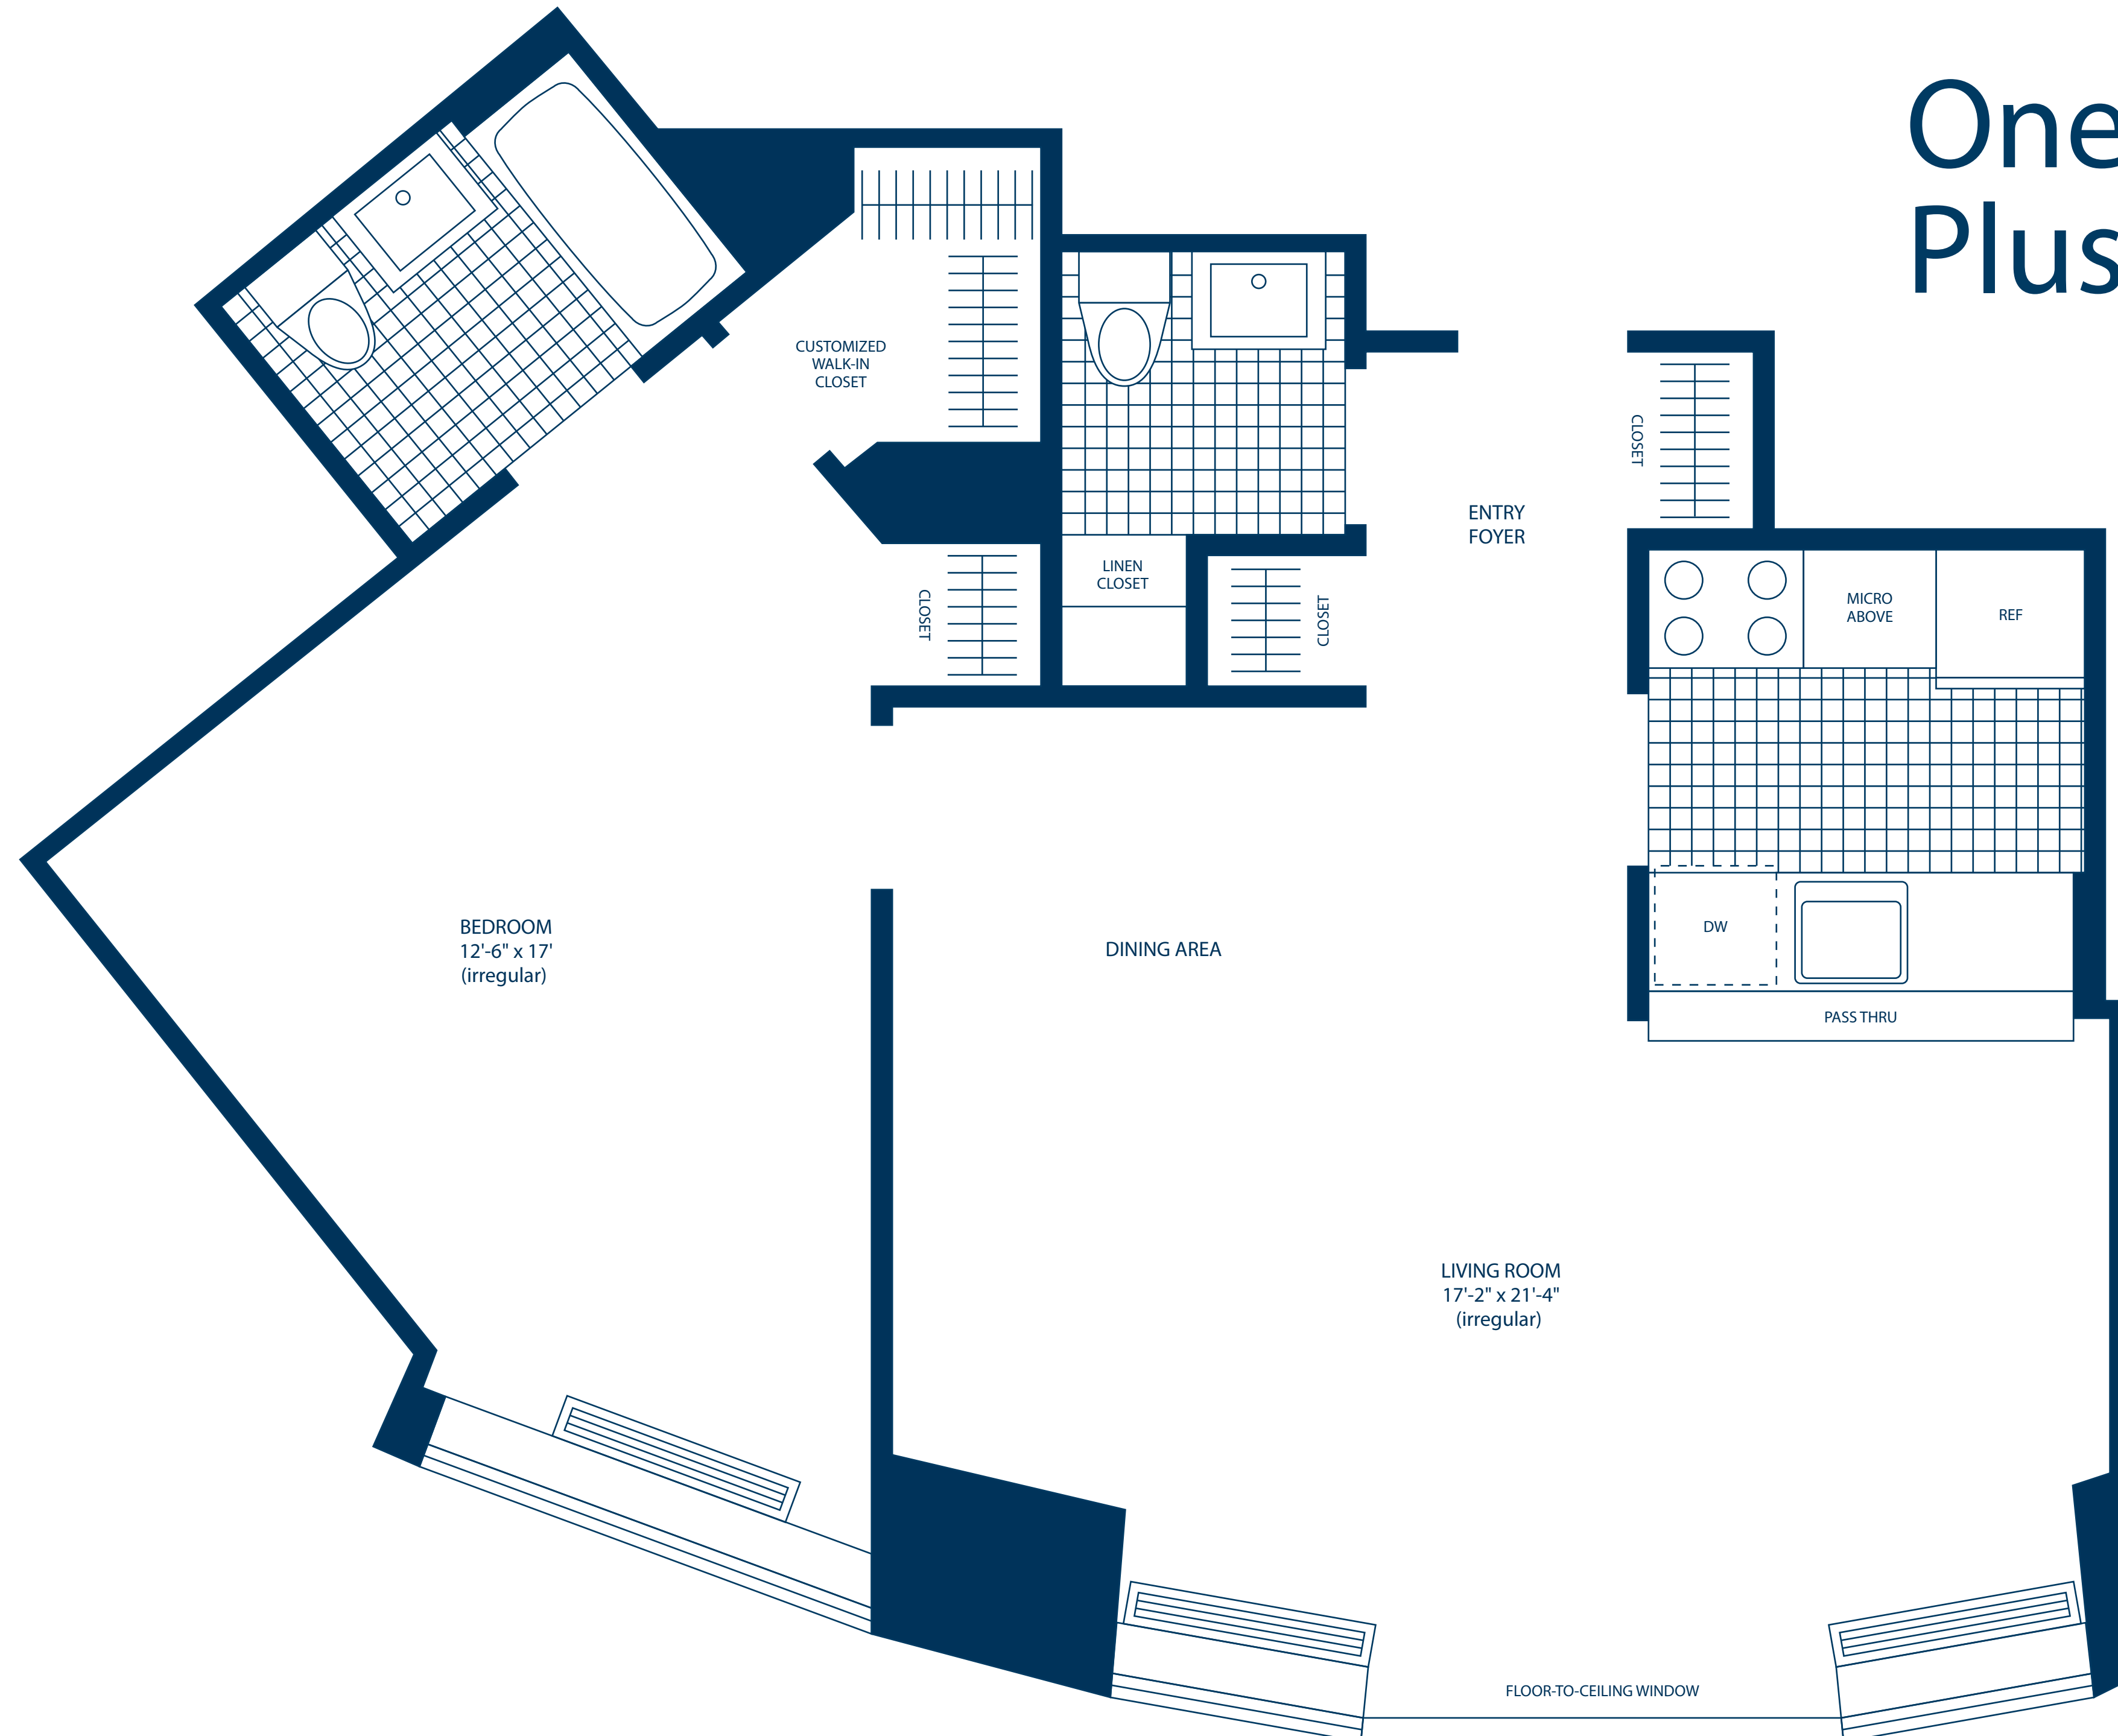 One
Plus
CUSTOMIZED
WALK-IN
CLOSET
CLOSET
ENTRY
FOYER
LINEN
CLOSET
CLOSET
CLOSET
MICRO
ABOVE
REF
BEDROOM
12'-6" x 17'
(irregular)
DINING AREA
DW
PASS THRU
LIVING ROOM
17'-2" x 21'-4"
(irregular)
FLOOR-TO-CEILING WINDOW